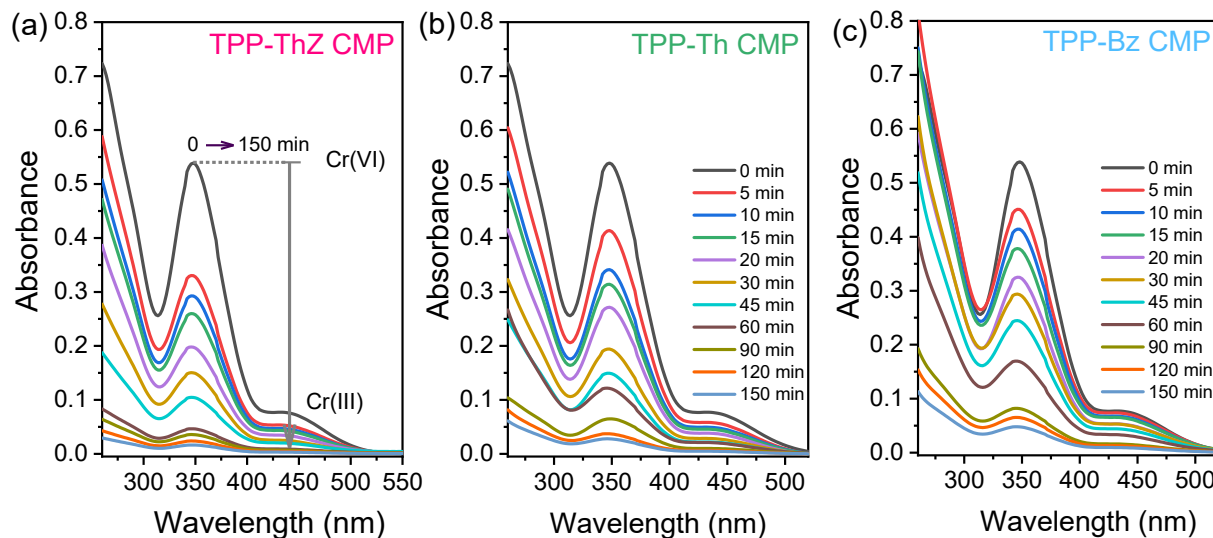 (a)
TPP-ThZ CMP
0 → 150 min
Cr(VI)
Cr(III)
Absorbance
0.8
0.7
0.6
0.5
0.4
0.3
0.2
0.1
0.0
300 350 400 450 500 550
Wavelength (nm)
(b)
TPP-Th CMP
0 min
5 min
10 min
15 min
20 min
30 min
45 min
60 min
90 min
120 min
150 min
Absorbance
0.8
0.7
0.6
0.5
0.4
0.3
0.2
0.1
0.0
300 350 400 450 500
Wavelength (nm)
(c)
TPP-Bz CMP
0 min
5 min
10 min
15 min
20 min
30 min
45 min
60 min
90 min
120 min
150 min
Absorbance
0.8
0.7
0.6
0.5
0.4
0.3
0.2
0.1
0.0
300 350 400 450 500
Wavelength (nm)